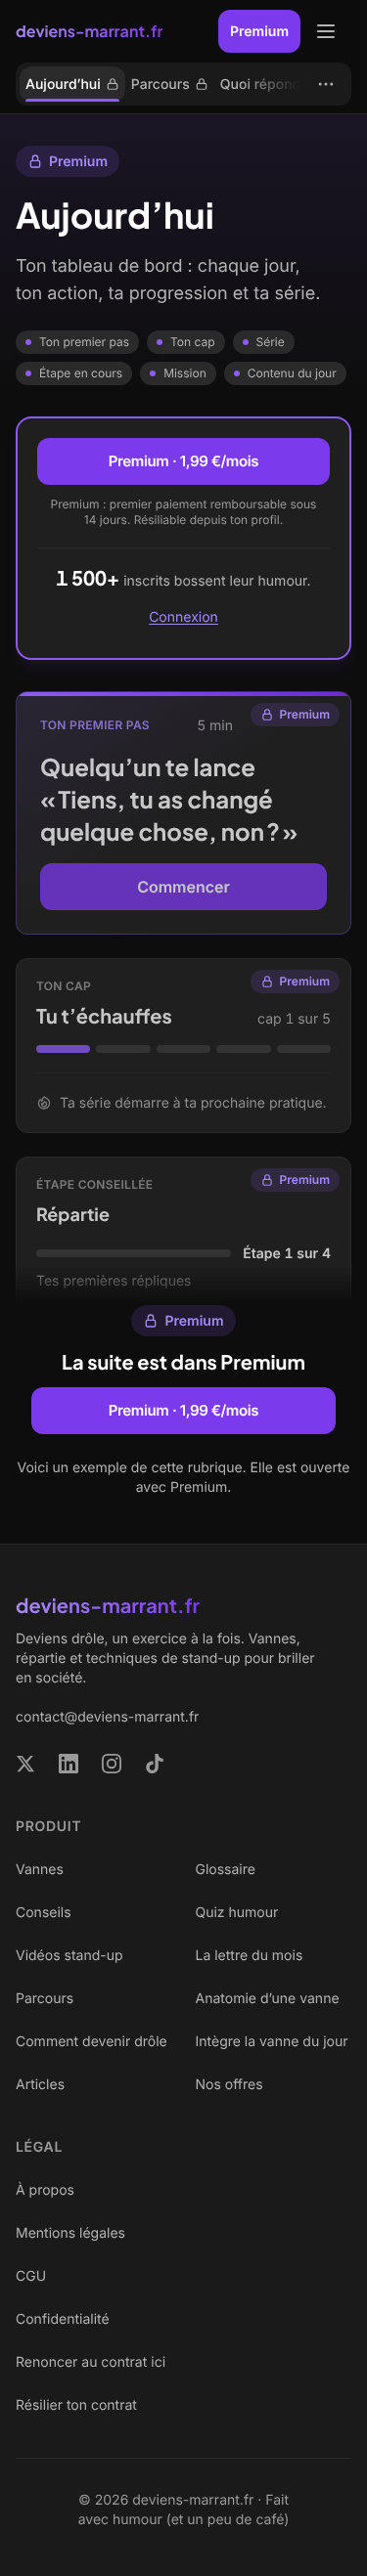 deviens-marrant.fr
Premium
Aujourd’hui
Parcours
Quoi répond
Premium
Aujourd’hui
Ton tableau de bord : chaque jour,
ton action, ta progression et ta série.
Ton premier pas
Ton cap
Série
Étape en cours
Mission
Contenu du jour
Premium · 1,99 €/mois
Premium : premier paiement remboursable sous
14 jours. Résiliable depuis ton profil.
1 500+ inscrits bossent leur humour.
Connexion
TON PREMIER PAS
5 min
Premium
Quelqu’un te lance
« Tiens, tu as changé
quelque chose, non ? »
Commencer
TON CAP
Premium
Tu t’échauffes
cap 1 sur 5
Ta série démarre à ta prochaine pratique.
ÉTAPE CONSEILLÉE
Premium
Répartie
Étape 1 sur 4
Tes premières répliques
Premium
La suite est dans Premium
Premium · 1,99 €/mois
Voici un exemple de cette rubrique. Elle est ouverte
avec Premium.
deviens-marrant.fr
Deviens drôle, un exercice à la fois. Vannes,
répartie et techniques de stand-up pour briller
en société.
contact@deviens-marrant.fr
PRODUIT
Vannes
Glossaire
Conseils
Quiz humour
Vidéos stand-up
La lettre du mois
Parcours
Anatomie d’une vanne
Comment devenir drôle
Intègre la vanne du jour
Articles
Nos offres
LÉGAL
À propos
Mentions légales
CGU
Confidentialité
Renoncer au contrat ici
Résilier ton contrat
© 2026 deviens-marrant.fr · Fait
avec humour (et un peu de café)